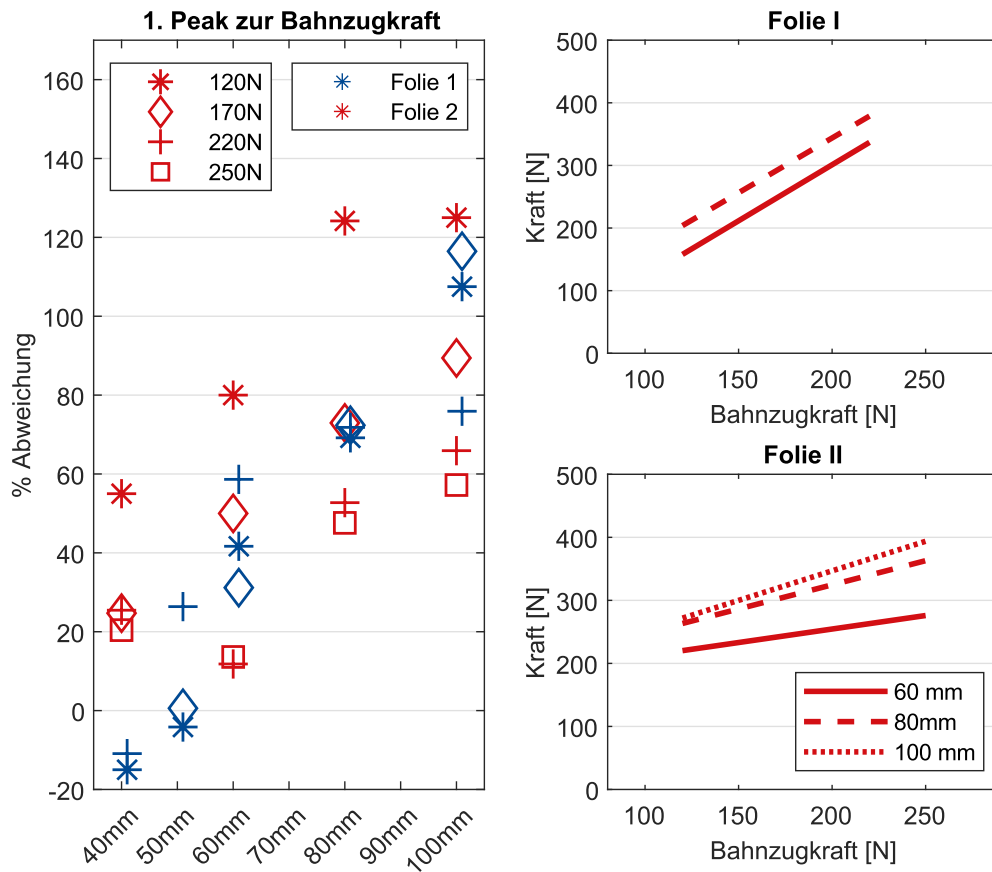 1. Peak zur Bahnzugkraft
% Abweichung
160
140
120
100
80
60
40
20
0
-20
40mm
50mm
60mm
70mm
80mm
90mm
100mm
120N
170N
220N
250N
Folie 1
Folie 2
Folie I
Kraft [N]
500
400
300
200
100
0
100
150
200
250
Bahnzugkraft [N]
Folie II
Kraft [N]
500
400
300
200
100
0
60 mm
80mm
100 mm
100
150
200
250
Bahnzugkraft [N]